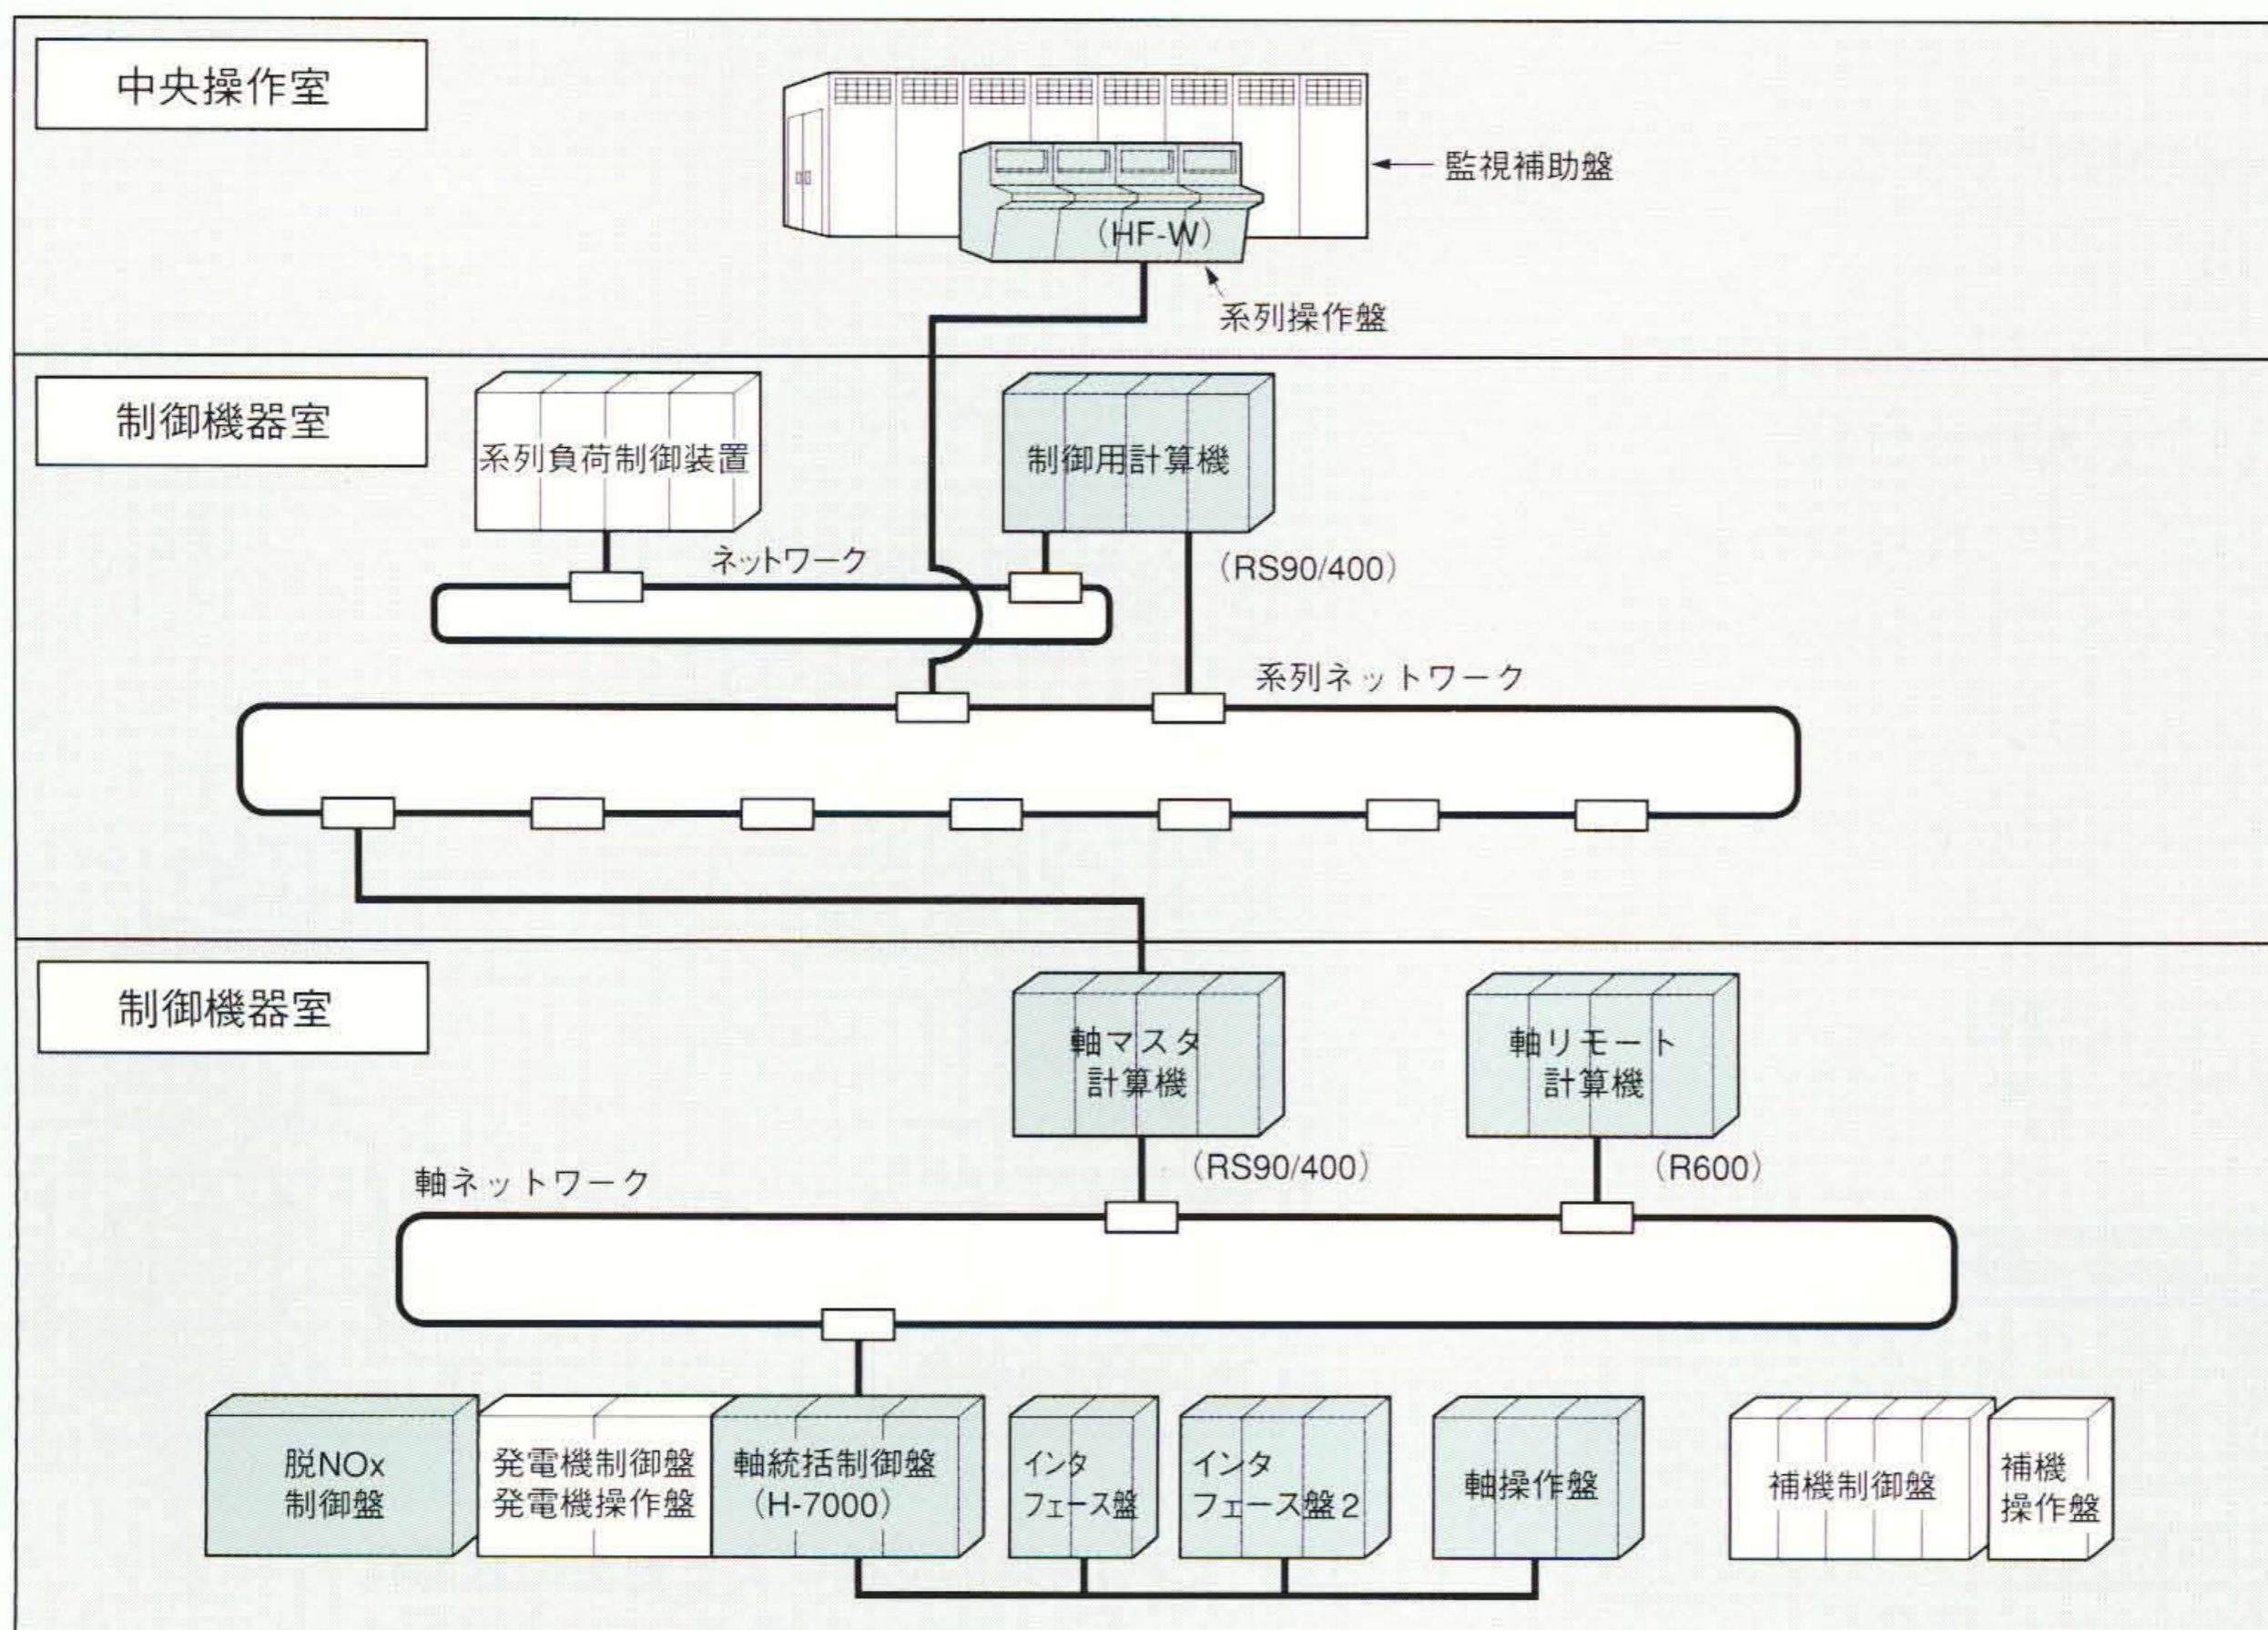 中央操作室
監視補助盤
(HF-W)
系列操作盤
制御機器室
系列負荷制御装置
制御用計算機
ネットワーク
(RS90/400)
系列ネットワーク
制御機器室
軸マスタ
計算機
軸リモート
計算機
(RS90/400)
(R600)
軸ネットワーク
脱NOx
制御盤
発電機制御盤
発電機操作盤
軸統括制御盤
(H-7000)
インタ
フェース盤
インタ
フェース盤2
軸操作盤
補機制御盤
補機
操作盤